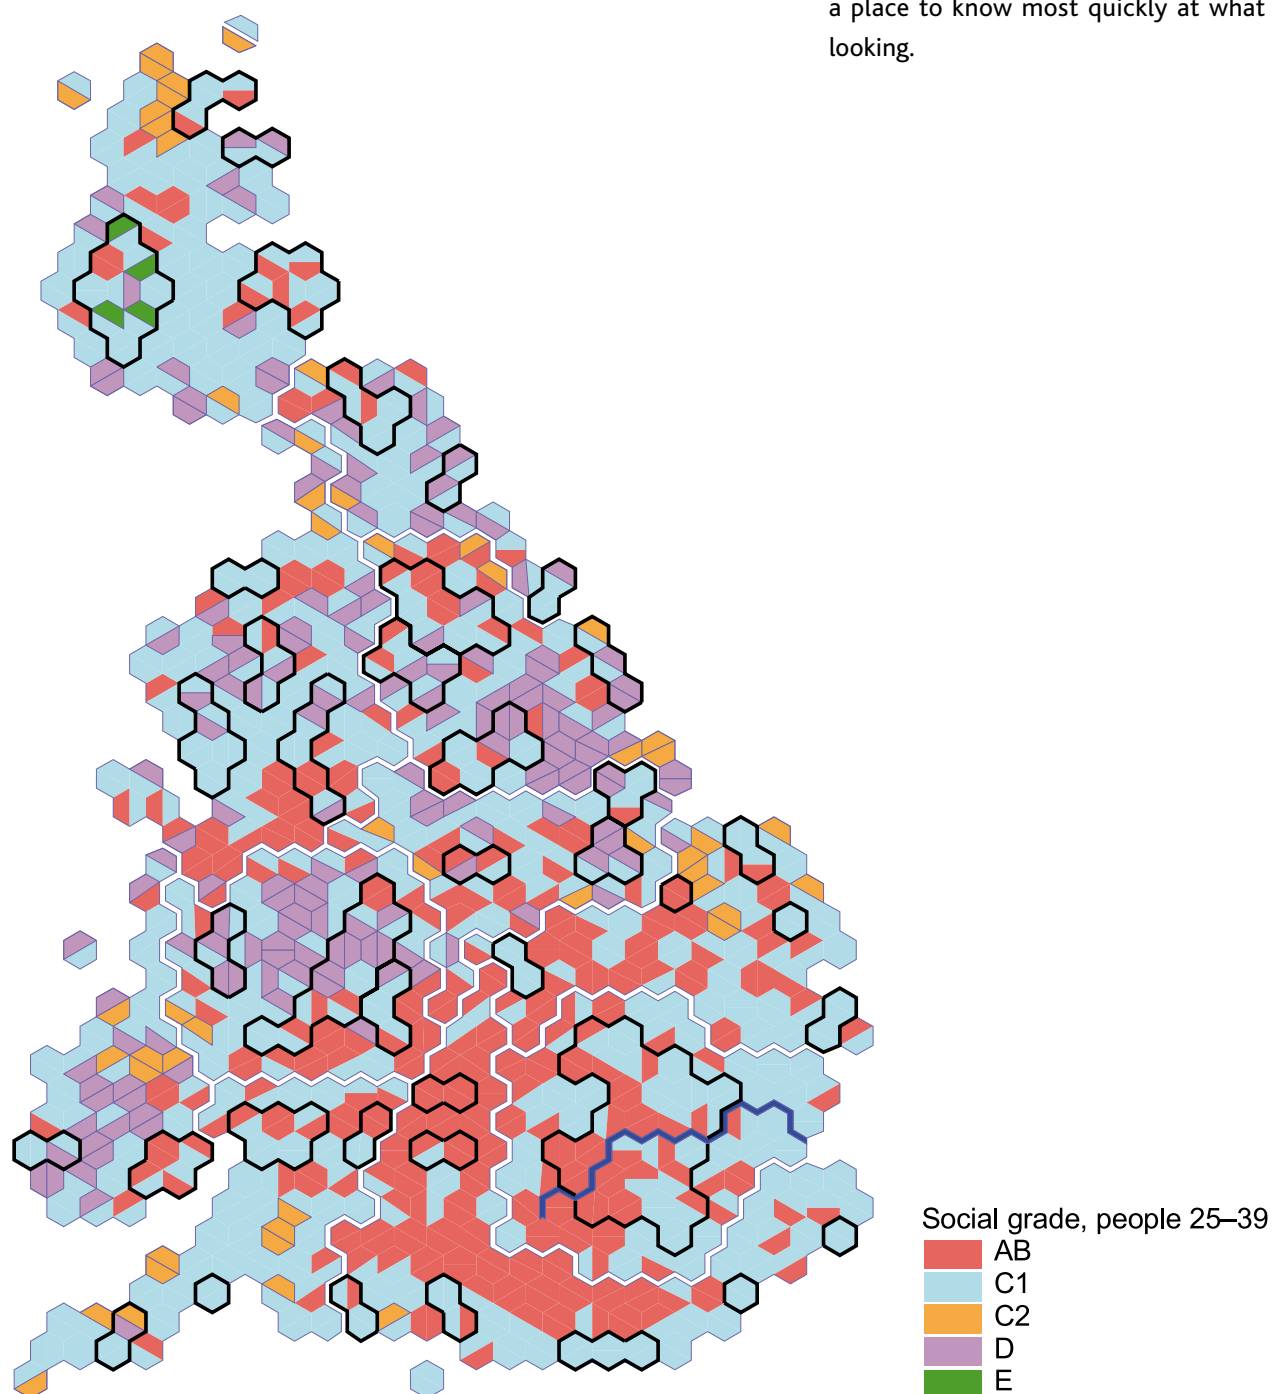 a place to know most quickly at what
looking.
Social grade, people 25–39
AB
C1
C2
D
E